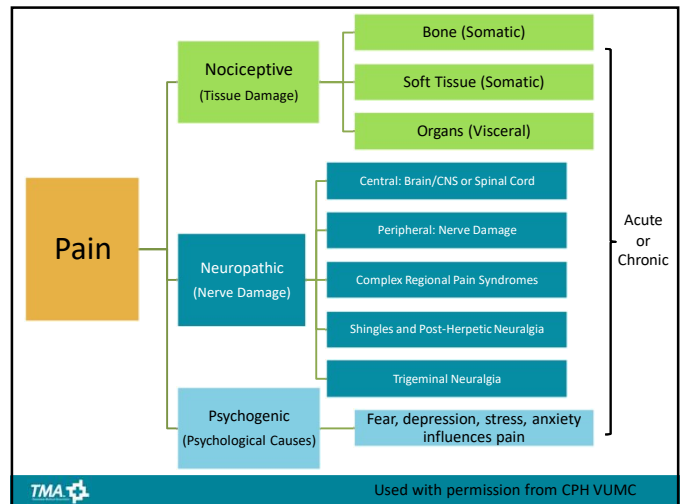 Pain
Nociceptive
(Tissue Damage)
Bone (Somatic)
Soft Tissue (Somatic)
Organs (Visceral)
Neuropathic
(Nerve Damage)
Central: Brain/CNS or Spinal Cord
Peripheral: Nerve Damage
Complex Regional Pain Syndromes
Shingles and Post-Herpetic Neuralgia
Trigeminal Neuralgia
Psychogenic
(Psychological Causes)
Fear, depression, stress, anxiety
influences pain
Acute
or
Chronic
TMA
Used with permission from CPH VUMC